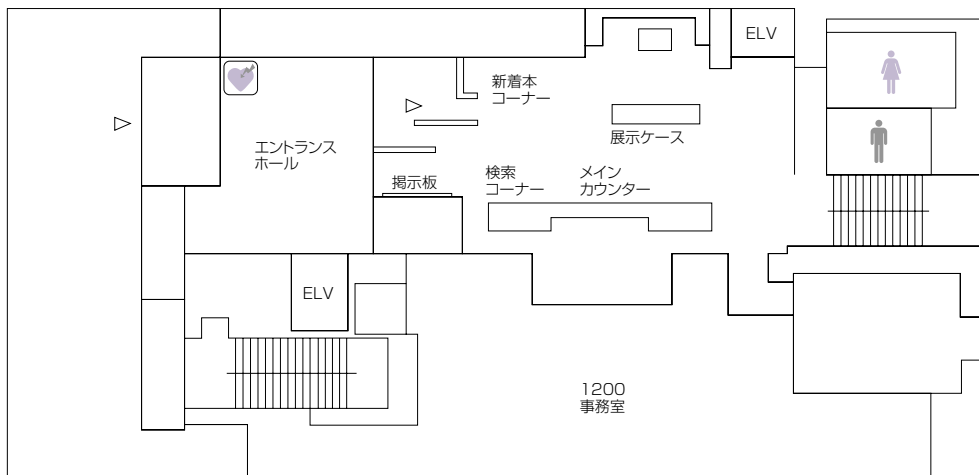 ELV
新着本
コーナー
展示ケース
エントランス
ホール
掲示板
検索
コーナー
メイン
カウンター
ELV
1200
事務室